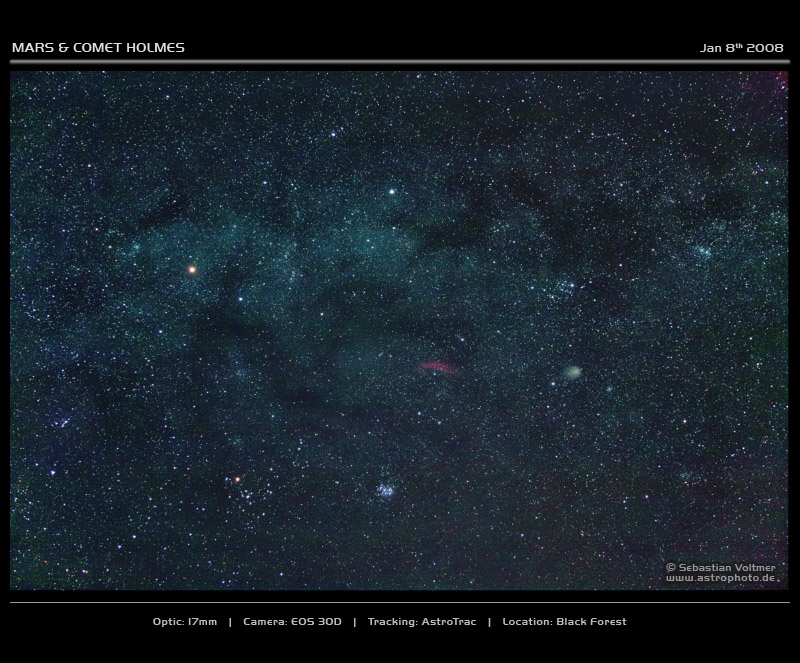 MARS & COMET HOLMES
Jan 8th 2008
© Sebastian Voltmer
www.astrophoto.de
Optic: 17mm | Camera: EOS 30D | Tracking: AstroTrac | Location: Black Forest